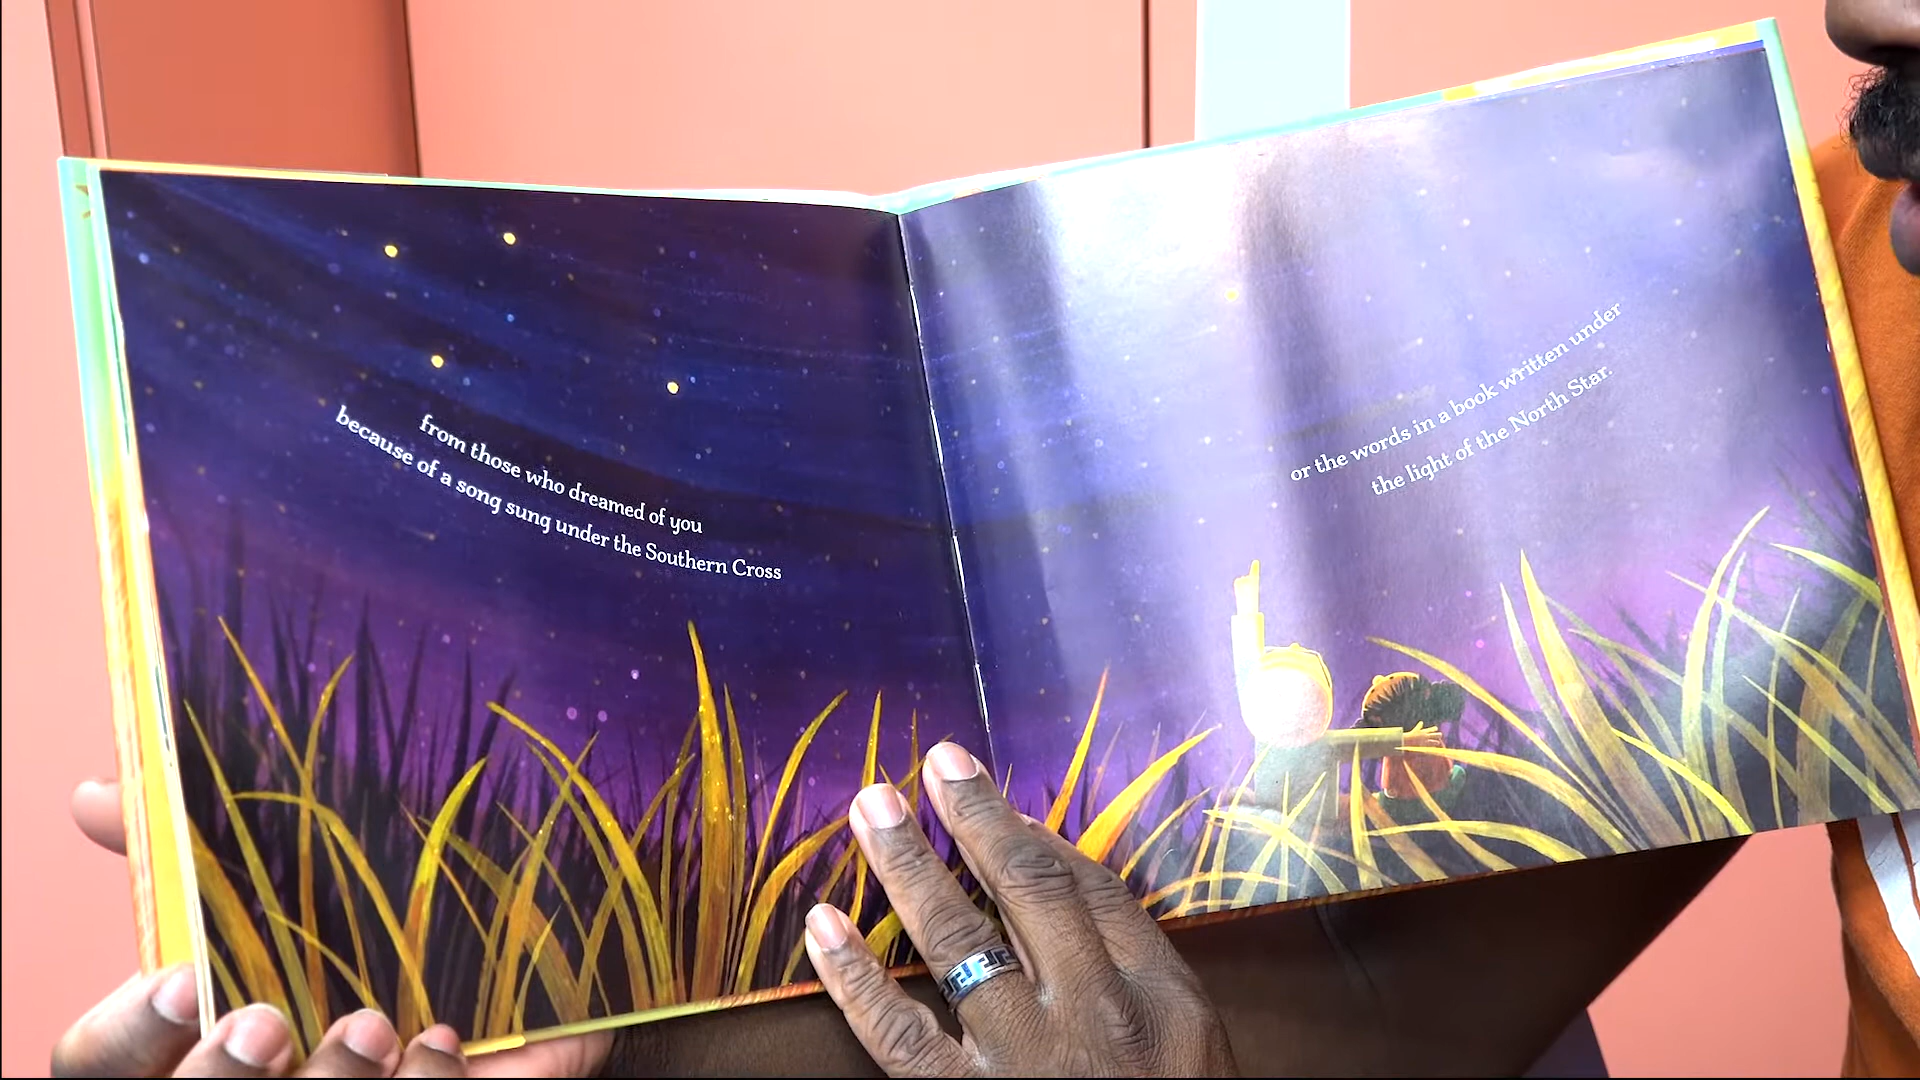 from those who dreamed of you
because of a song sung under the Southern Cross
or the words in a book written under
the light of the North Star.